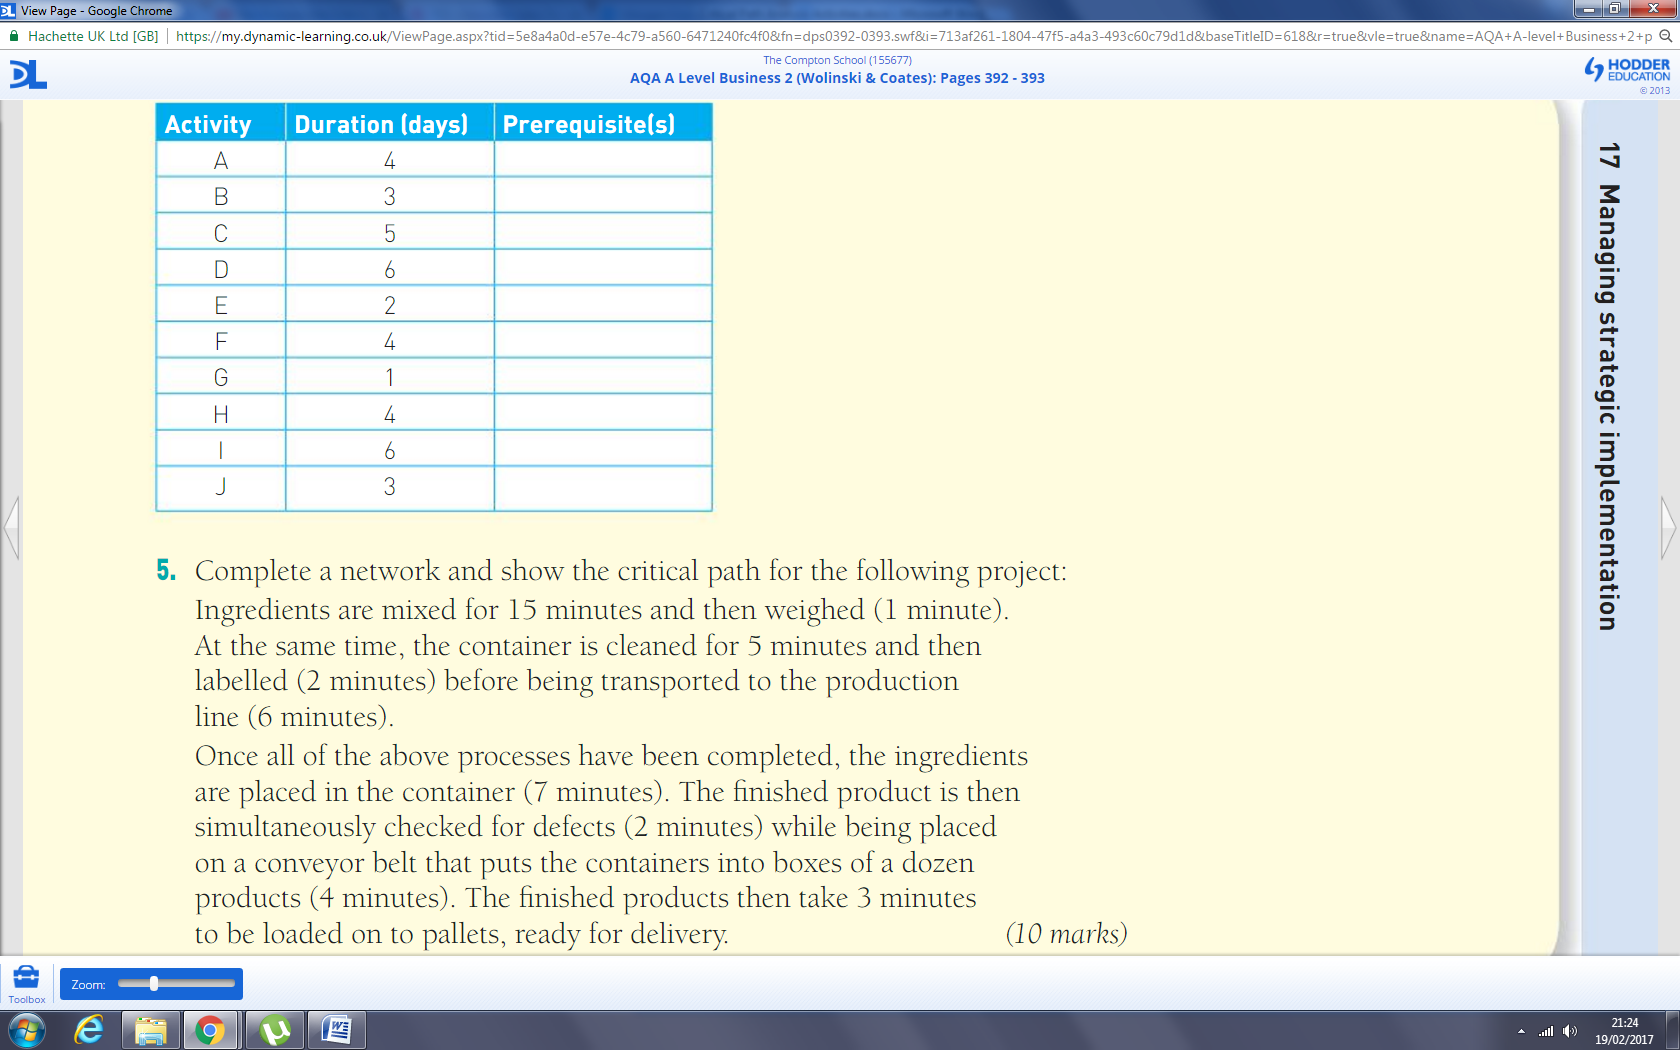 View Page - Google Chrome
Hachette UK Ltd [GB] https://my.dynamic-learning.co.uk/ViewPage.aspx?tid=5e8a4a0d-e57e-4c79-a560-6471240fc4f0&fn=dps0392-0393.swf&i=713af261-1804-47f5-a4a3-493c60c79d1d&baseTitleID=618&r=true&vle=true&name=AQA+A-level+Business+2+p
DL
The Compton School (155677)
AQA A Level Business 2 (Wolinski & Coates): Pages 392 - 393
HODDER
EDUCATION
© 2013
Activity Duration (days) Prerequisite(s)
A 4
B 3
C 5
D 6
E 2
F 4
G 1
H 4
I 6
J 3
17 Managing strategic implementation
5. Complete a network and show the critical path for the following project:
Ingredients are mixed for 15 minutes and then weighed (1 minute).
At the same time, the container is cleaned for 5 minutes and then
labelled (2 minutes) before being transported to the production
line (6 minutes).
Once all of the above processes have been completed, the ingredients
are placed in the container (7 minutes). The finished product is then
simultaneously checked for defects (2 minutes) while being placed
on a conveyor belt that puts the containers into boxes of a dozen
products (4 minutes). The finished products then take 3 minutes
to be loaded on to pallets, ready for delivery. (10 marks)
Toolbox
Zoom:
21:24
19/02/2017